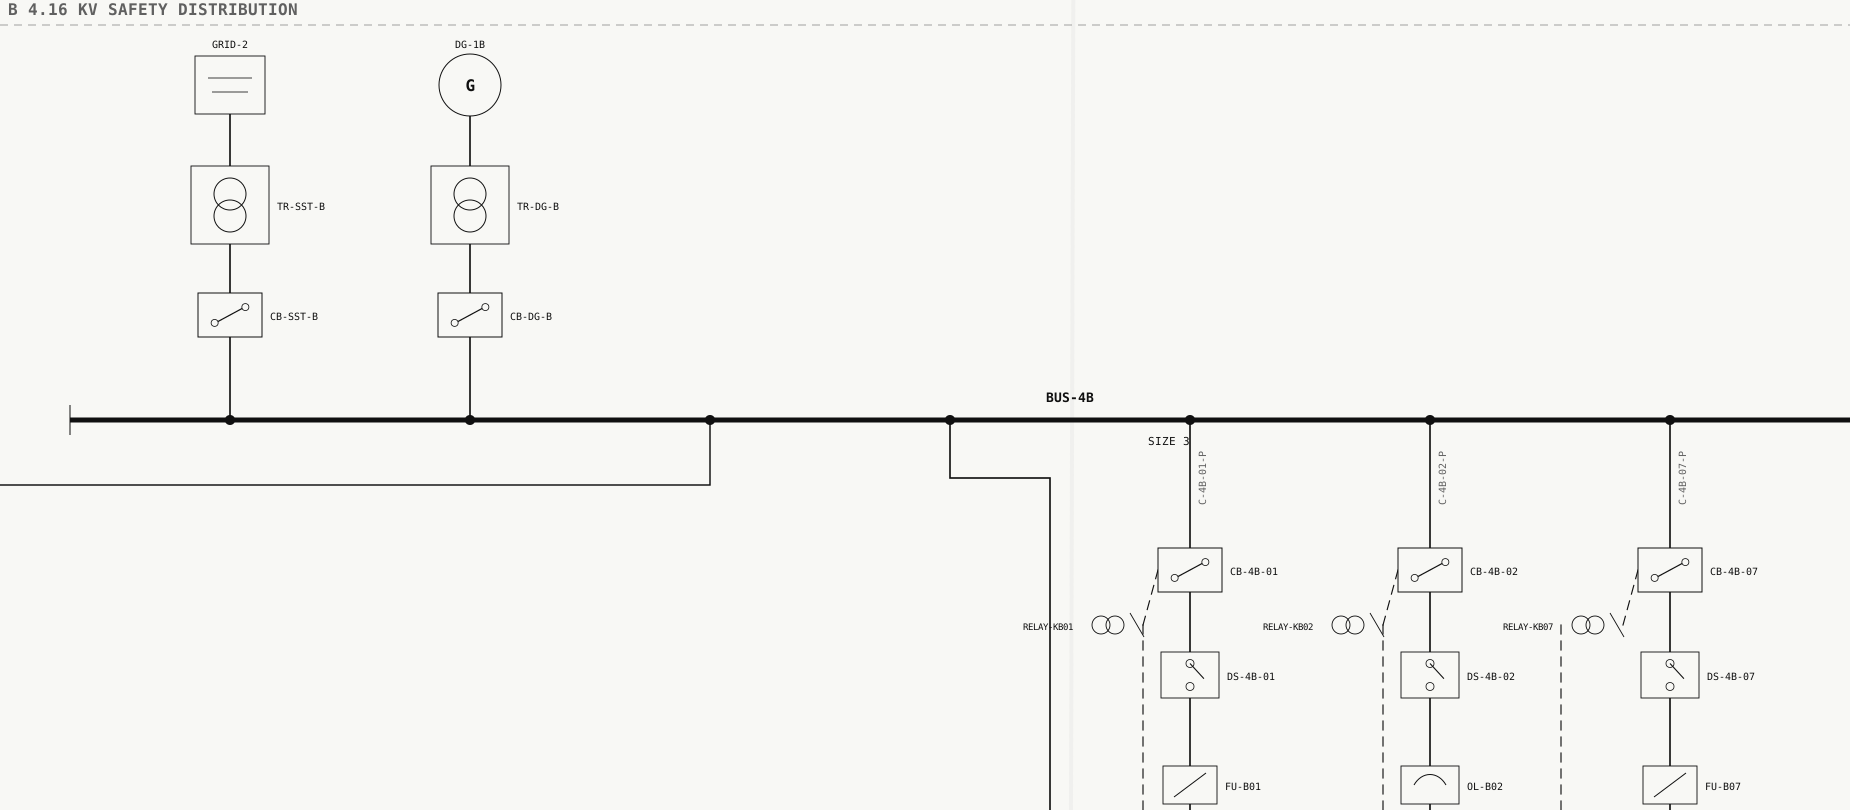 B 4.16 KV SAFETY DISTRIBUTION
GRID-2
DG-1B
G
TR-SST-B
TR-DG-B
CB-SST-B
CB-DG-B
BUS-4B
SIZE 3
C-4B-01-P
C-4B-02-P
C-4B-07-P
CB-4B-01
CB-4B-02
CB-4B-07
RELAY-KB01
RELAY-KB02
RELAY-KB07
DS-4B-01
DS-4B-02
DS-4B-07
FU-B01
OL-B02
FU-B07